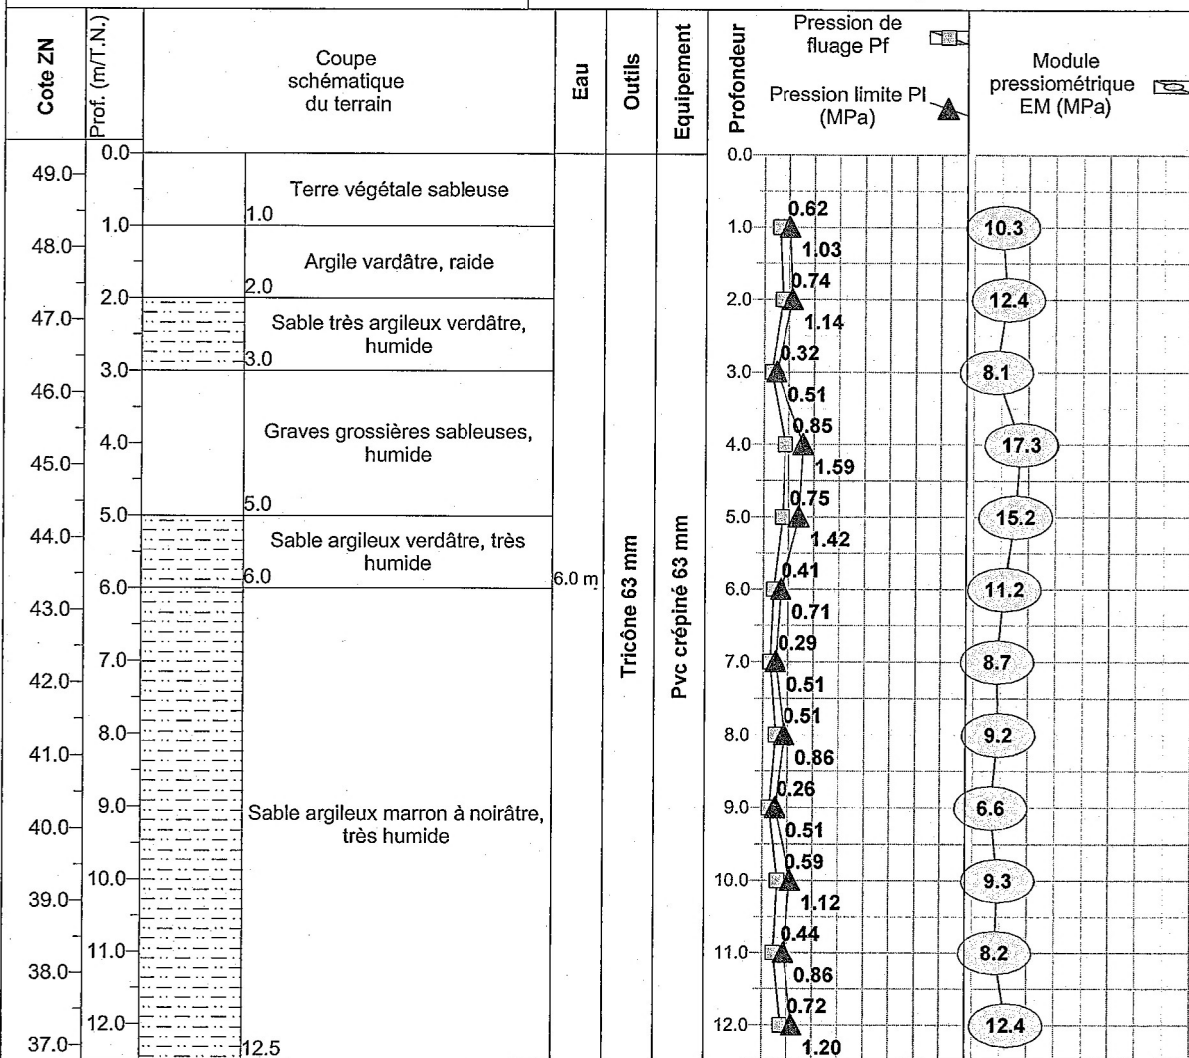 Cote ZN
Prof. (m/T.N.)
Coupe
schématique
du terrain
Eau
Outils
Equipement
Profondeur
Pression de
fluage Pf
Pression limite Pl
(MPa)
Module
pressiométrique
EM (MPa)
49.0
48.0
47.0
46.0
45.0
44.0
43.0
42.0
41.0
40.0
39.0
38.0
37.0
0.0
1.0
2.0
3.0
4.0
5.0
6.0
7.0
8.0
9.0
10.0
11.0
12.0
Terre végétale sableuse
1.0
Argile vardâtre, raide
2.0
Sable très argileux verdâtre,
humide
3.0
Graves grossières sableuses,
humide
5.0
Sable argileux verdâtre, très
humide
6.0
Sable argileux marron à noirâtre,
très humide
12.5
6.0 m
Tricône 63 mm
Pvc crépiné 63 mm
0.0
1.0
2.0
3.0
4.0
5.0
6.0
7.0
8.0
9.0
10.0
11.0
12.0
0.62
1.03
0.74
1.14
0.32
0.51
0.85
1.59
0.75
1.42
0.41
0.71
0.29
0.51
0.51
0.86
0.26
0.51
0.59
1.12
0.44
0.86
0.72
1.20
10.3
12.4
8.1
17.3
15.2
11.2
8.7
9.2
6.6
9.3
8.2
12.4